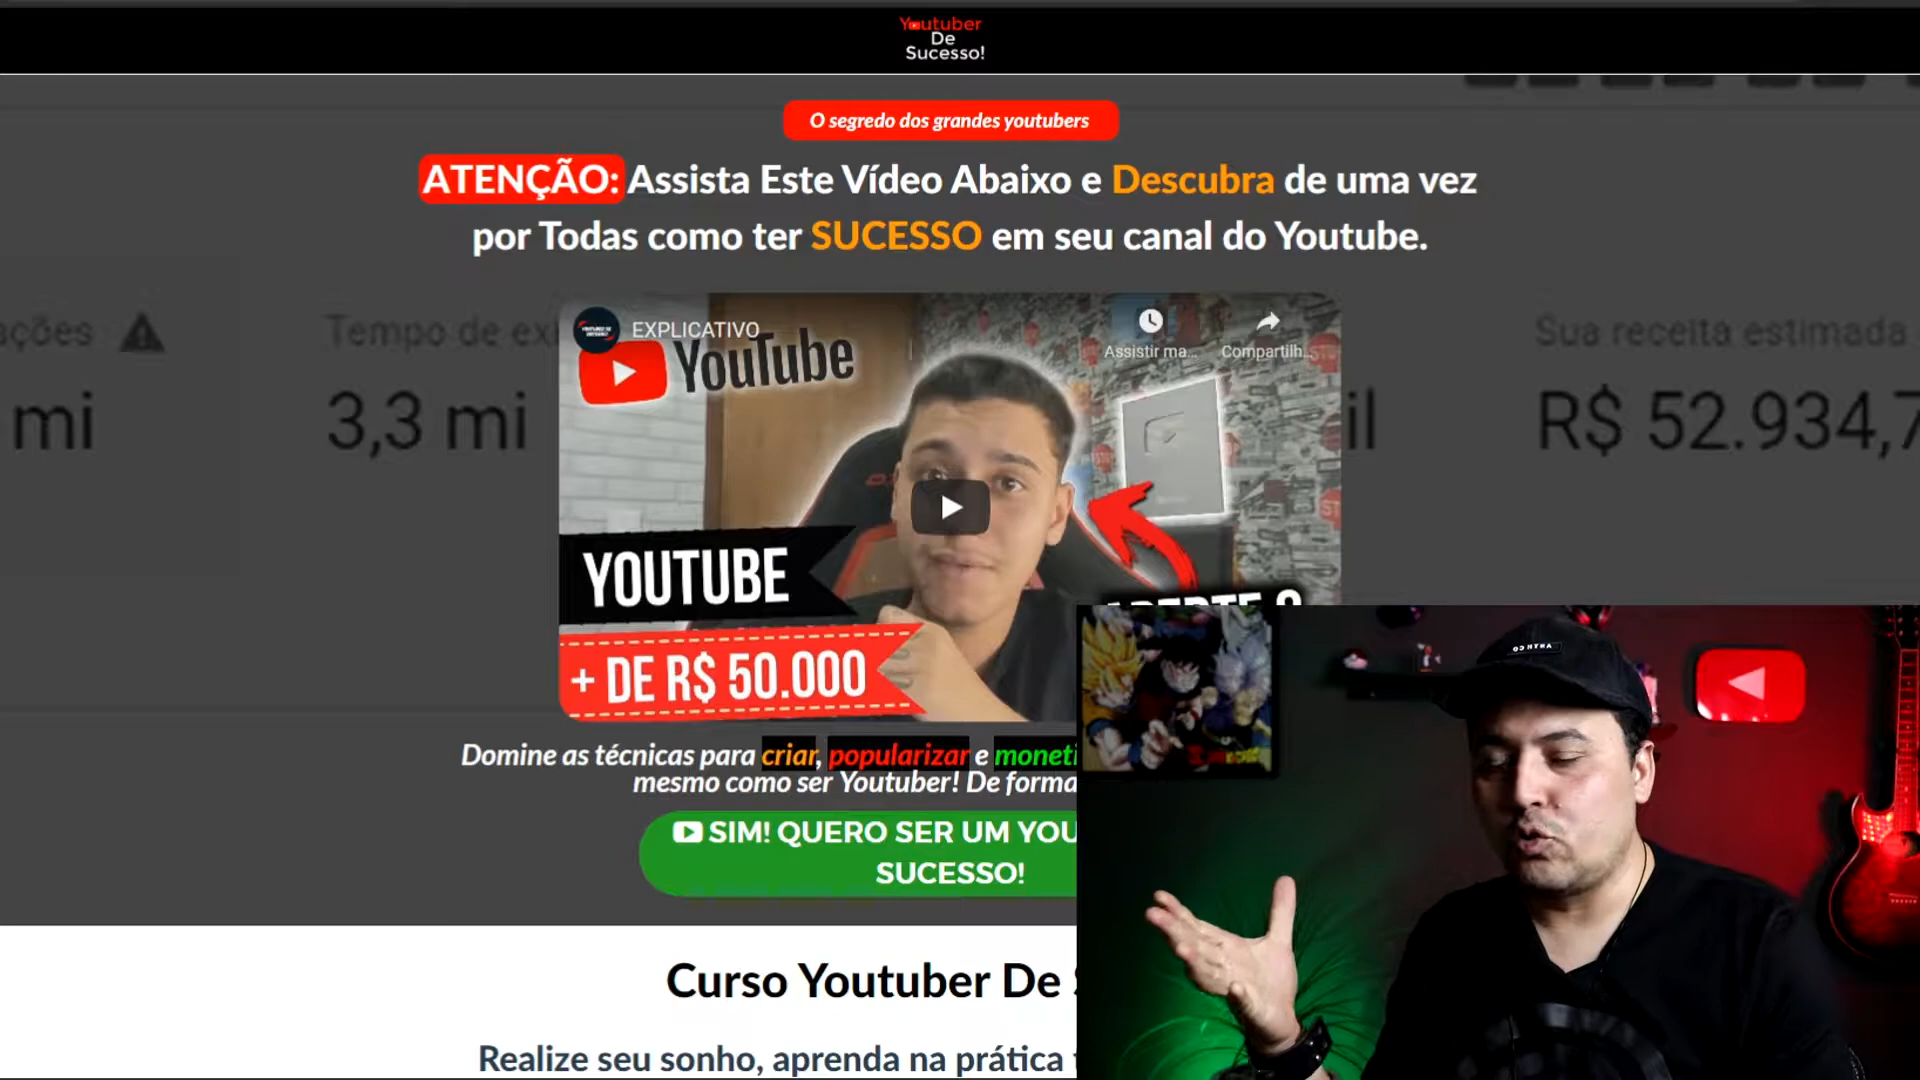 Youtuber
De
Sucesso!
O segredo dos grandes youtubers
ATENÇÃO: Assista Este Vídeo Abaixo e Descubra de uma vez
por Todas como ter SUCESSO em seu canal do Youtube.
ações
Tempo de ex
Sua receita estimada
mi
3,3 mi
il
R$ 52.934,7
EXPLICATIVO
Assistir ma...
Compartilh...
YouTube
YOUTUBE
+ DE R$ 50.000
Domine as técnicas para criar, popularizar e moneti
mesmo como ser Youtuber! De forma
SIM! QUERO SER UM YOU
SUCESSO!
Curso Youtuber De
Realize seu sonho, aprenda na prática